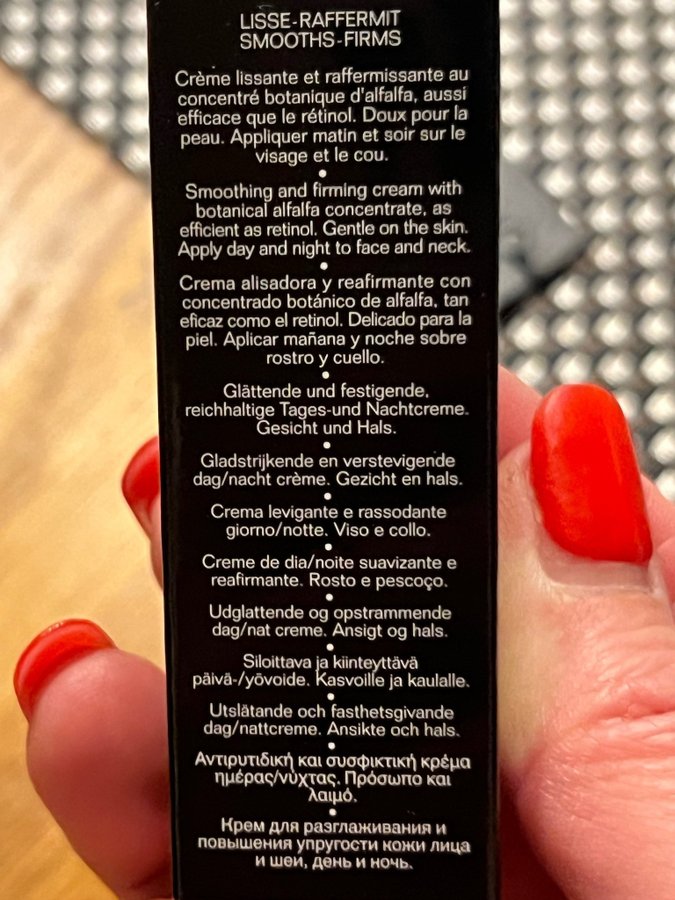 LISSE-RAFFERMIT
SMOOTHS-FIRMS
Crème lissante et raffermissante au
concentré botanique d'alfalfa, aussi
efficace que le rétinol. Doux pour la
peau. Appliquer matin et soir sur le
visage et le cou.
•
Smoothing and firming cream with
botanical alfalfa concentrate, as
efficient as retinol. Gentle on the skin.
Apply day and night to face and neck.
•
Crema alisadora y reafirmante con
concentrado botánico de alfalfa, tan
eficaz como el retinol. Delicado para la
piel. Aplicar mañana y noche sobre
rostro y cuello.
•
Glättende und festigende,
reichhaltige Tages-und Nachtcreme.
Gesicht und Hals.
•
Gladstrijkende en verstevigende
dag/nacht crème. Gezicht en hals.
•
Crema levigante e rassodante
giorno/notte. Viso e collo.
•
Creme de dia/noite suavizante e
reafirmante. Rosto e pescoço.
•
Udglattende og opstrammende
dag/nat creme. Ansigt og hals.
•
Siloittava ja kiinteyttävä
päivä-/yövoide. Kasvoille ja kaulalle.
•
Utslätande och fasthetsgivande
dag/nattcreme. Ansikte och hals.
•
Αντιρυτιδική και συσφικτική κρέμα
ημέρας/νύχτας. Πρόσωπο και
λαιμό.
•
Крем для разглаживания и
повышения упругости кожи лица
и шеи, день и ночь.